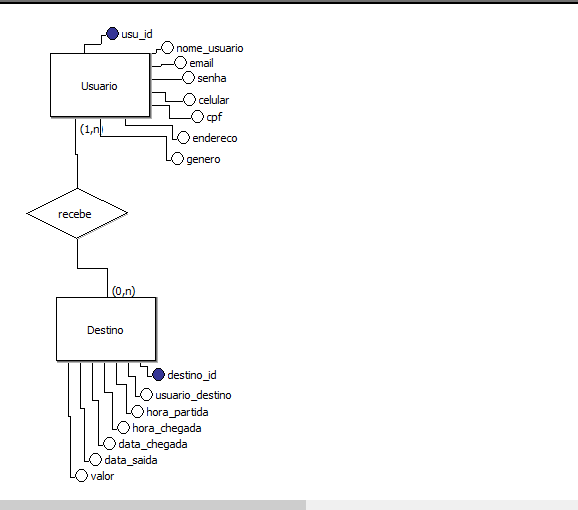 usu_id
nome_usuario
email
Usuario
senha
celular
cpf
(1,n)
endereco
genero
recebe
(0,n)
Destino
destino_id
usuario_destino
hora_partida
hora_chegada
data_chegada
data_saida
valor